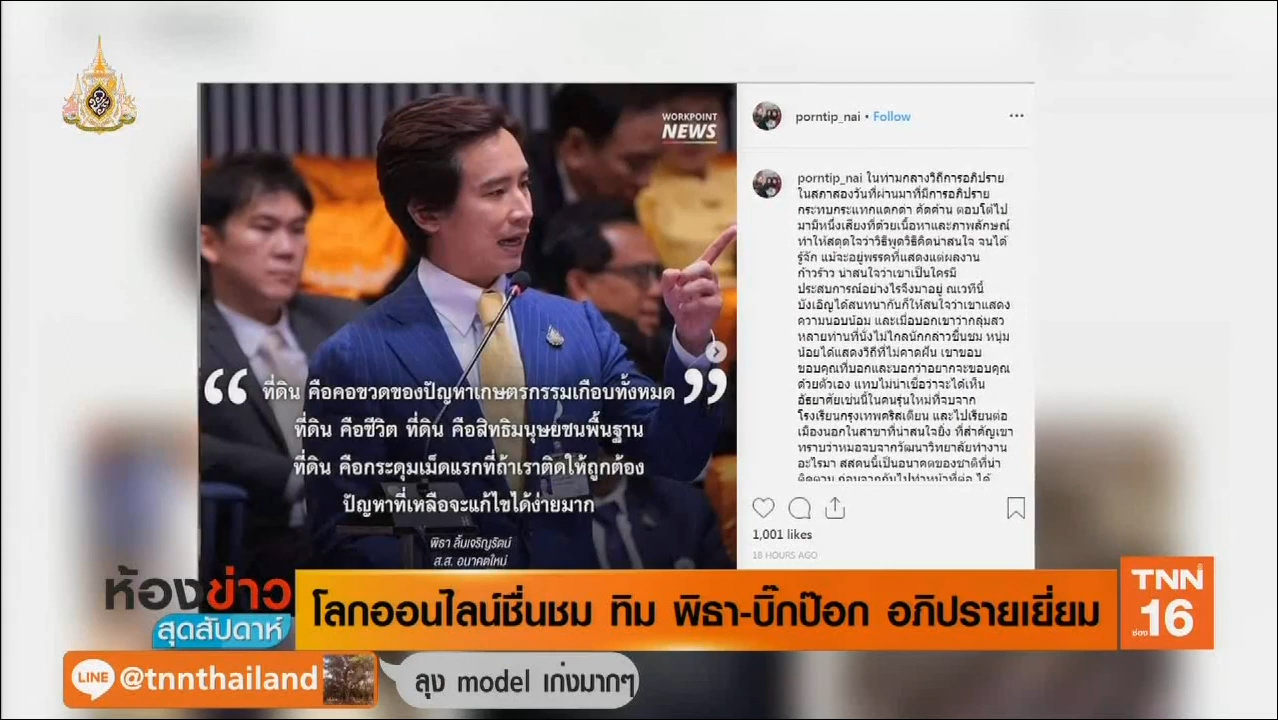 WORKPOINT
NEWS
“ ที่ดิน คือคอขวดของปัญหาเกษตรกรรมเกือบทั้งหมด ”
ที่ดิน คือชีวิต ที่ดิน คือสิทธิมนุษยชนพื้นฐาน
ที่ดิน คือกระดุมเม็ดแรกที่ถ้าเราติดให้ถูกต้อง
ปัญหาที่เหลือจะแก้ไขได้ง่ายมาก
พิธา ลิ้มเจริญรัตน์
ส.ส. อนาคตใหม่
porntip_nai • Follow
porntip_nai ในท่ามกลางวิถีการอภิปราย
ในสภาสองวันที่ผ่านมาที่มีการอภิปราย
กระทบกระแทกแดกดำ คัดค้าน ตอบโต้ไป
มามีหนึ่งเสียงที่ด้วยเนื้อหาและภาพลักษณ์
ทำให้สดุดใจว่าวิธีพูดวิธีคิดน่าสนใจ จนได้
รู้จัก แม้จะอยู่พรรคที่แสดงแต่ผลงาน
ก้าวร้าว น่าสนใจว่าเขาเป็นใครมี
ประสบการณ์อย่างไรจึงมาอยู่ ณเวทีนี้
บังเอิญได้สนทนากันก็ให้สนใจว่าเขาแสดง
ความนอบน้อม และเมื่อบอกเขาว่ากลุ่มสว
หลายท่านที่นั่งไม่ไกลนักกล่าวชื่นชม หนุ่ม
น้อยได้แสดงวิถีที่ไม่คาดฝัน เขาขอบ
ขอบคุณที่บอกและบอกว่าอยากจะขอบคุณ
ด้วยตัวเอง แทบไม่น่าเชื่อว่าจะได้เห็น
อัธยาศัยเช่นนี้ในคนรุ่นใหม่ที่จบจาก
โรงเรียนกรุงเทพคริสเตียน และไปเรียนต่อ
เมืองนอกในสาขาที่น่าสนใจยิ่ง ที่สำคัญเขา
ทราบว่าหมอจบจากวัฒนาวิทยาลัยทำงาน
อะไรมา สสคนนี้เป็นอนาคตของชาติที่น่า
ติดตาม ก่อนจากกันไปทำหน้าที่ต่อ ได้
1,001 likes
18 HOURS AGO
ห้องข่าว
สุดสัปดาห์
โลกออนไลน์ชื่นชม ทิม พิธา-บิ๊กป๊อก อภิปรายเยี่ยม
TNN
ช่อง 16
LINE @tnnthailand
ลุง model เก่งมากๆ